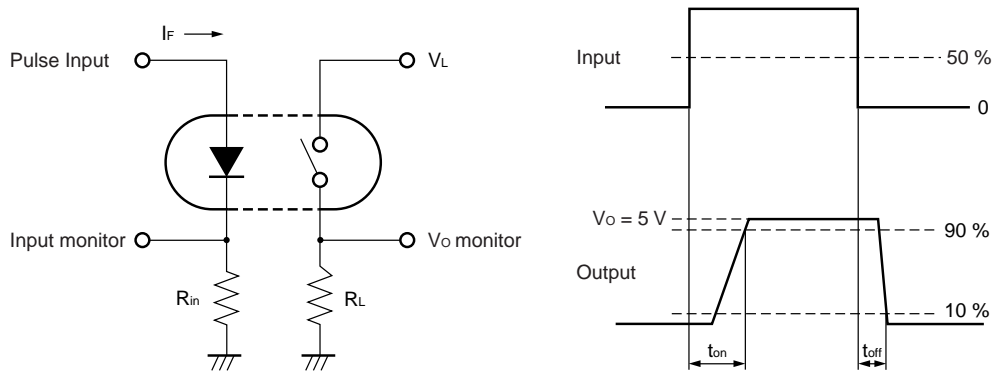 IF
Pulse Input
VL
Input monitor
VO monitor
Rin
RL
Input
50 %
0
VO = 5 V
90 %
Output
10 %
ton
toff